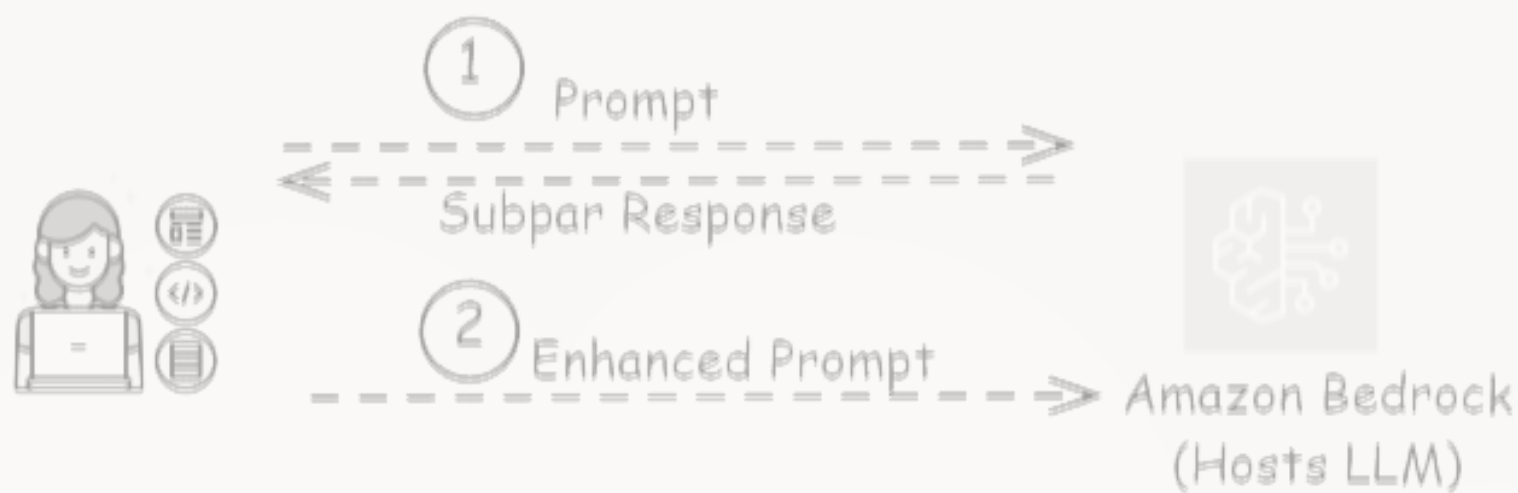 1
Prompt
Subpar Response
</>
2
Enhanced Prompt
Amazon Bedrock
(Hosts LLM)